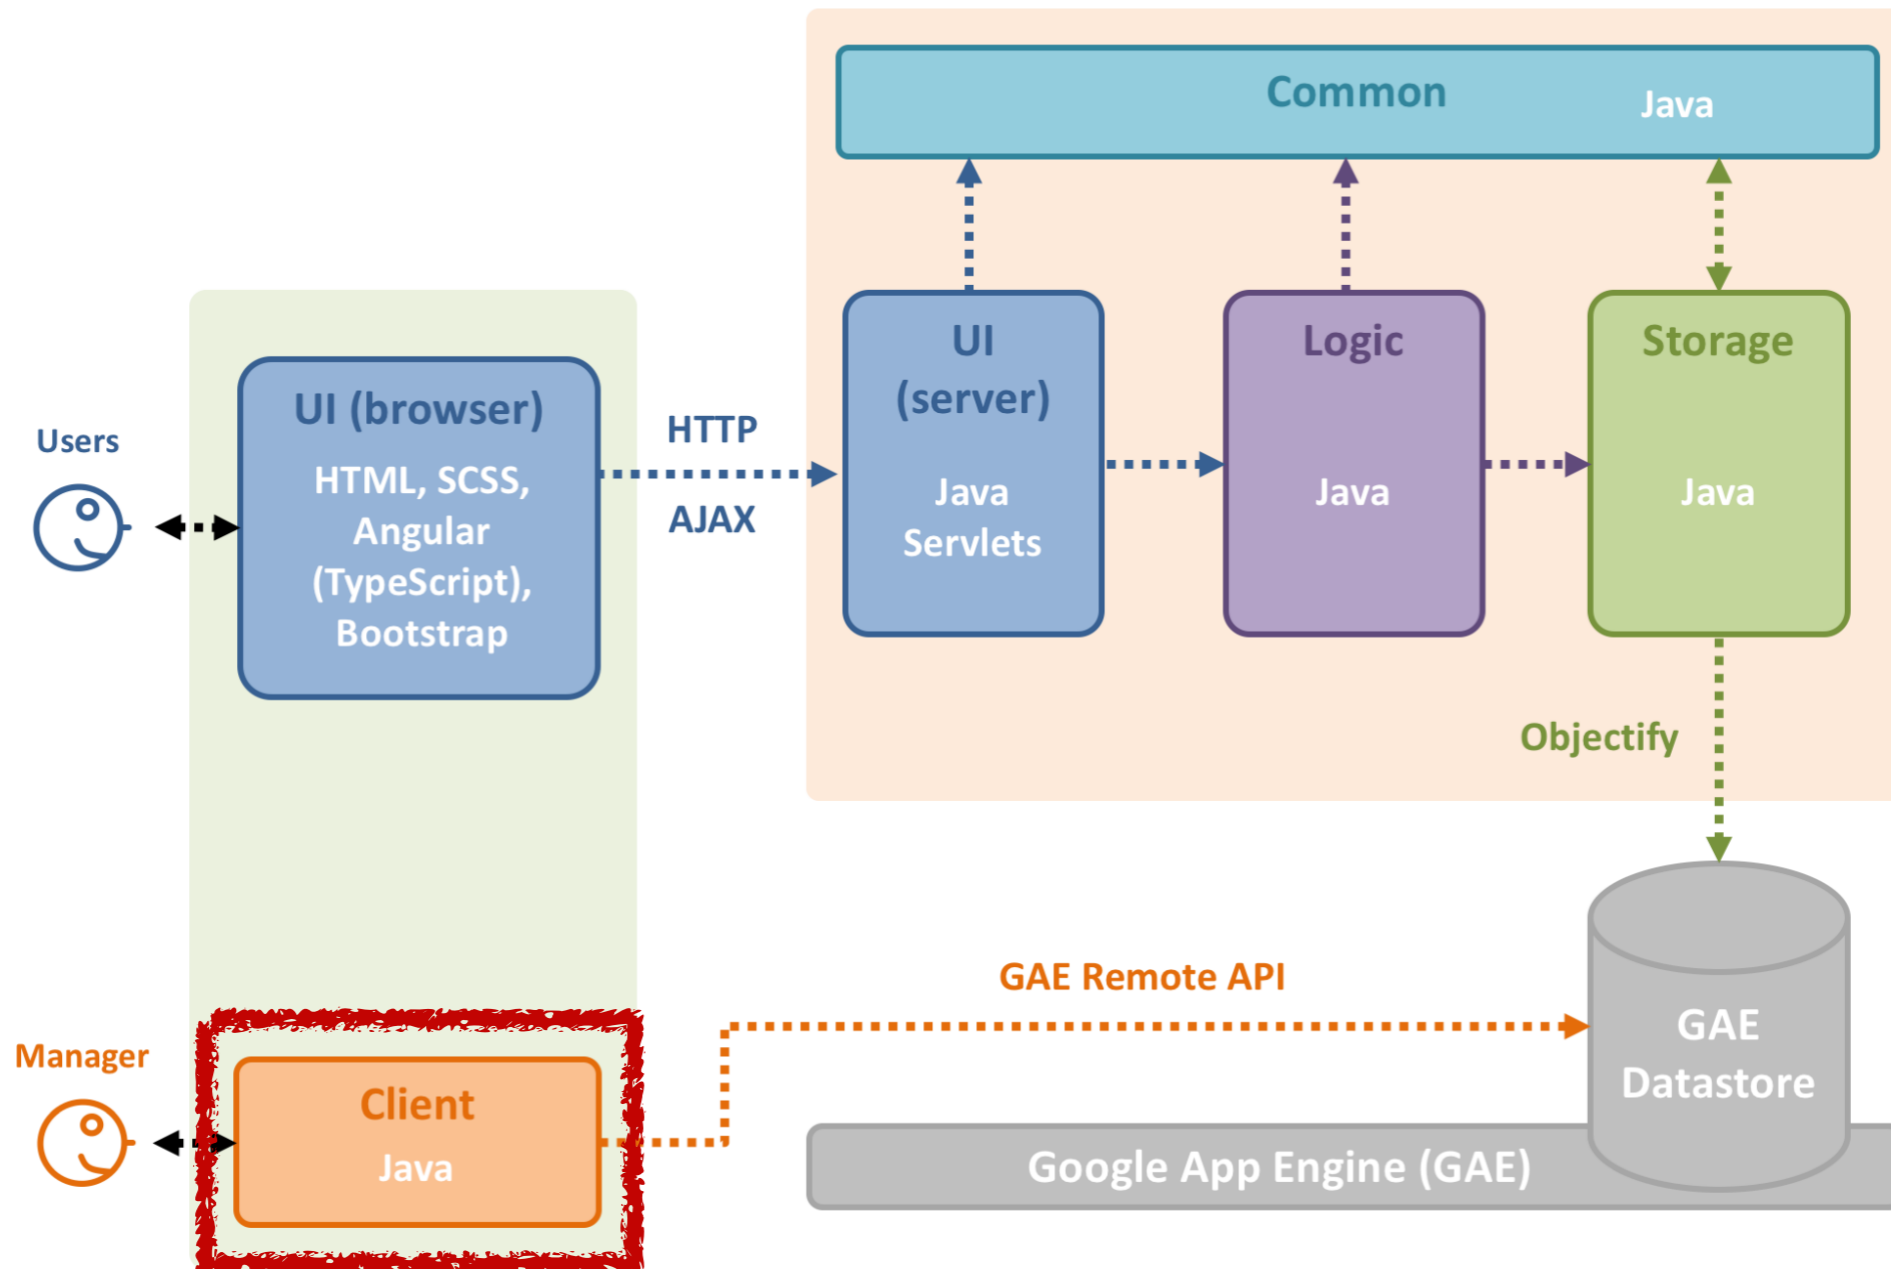 Common
Java
Users
UI (browser)
HTML, SCSS,
Angular
(TypeScript),
Bootstrap
HTTP
AJAX
UI
(server)
Java
Servlets
Logic
Java
Storage
Java
Objectify
Manager
Client
Java
GAE Remote API
GAE
Datastore
Google App Engine (GAE)